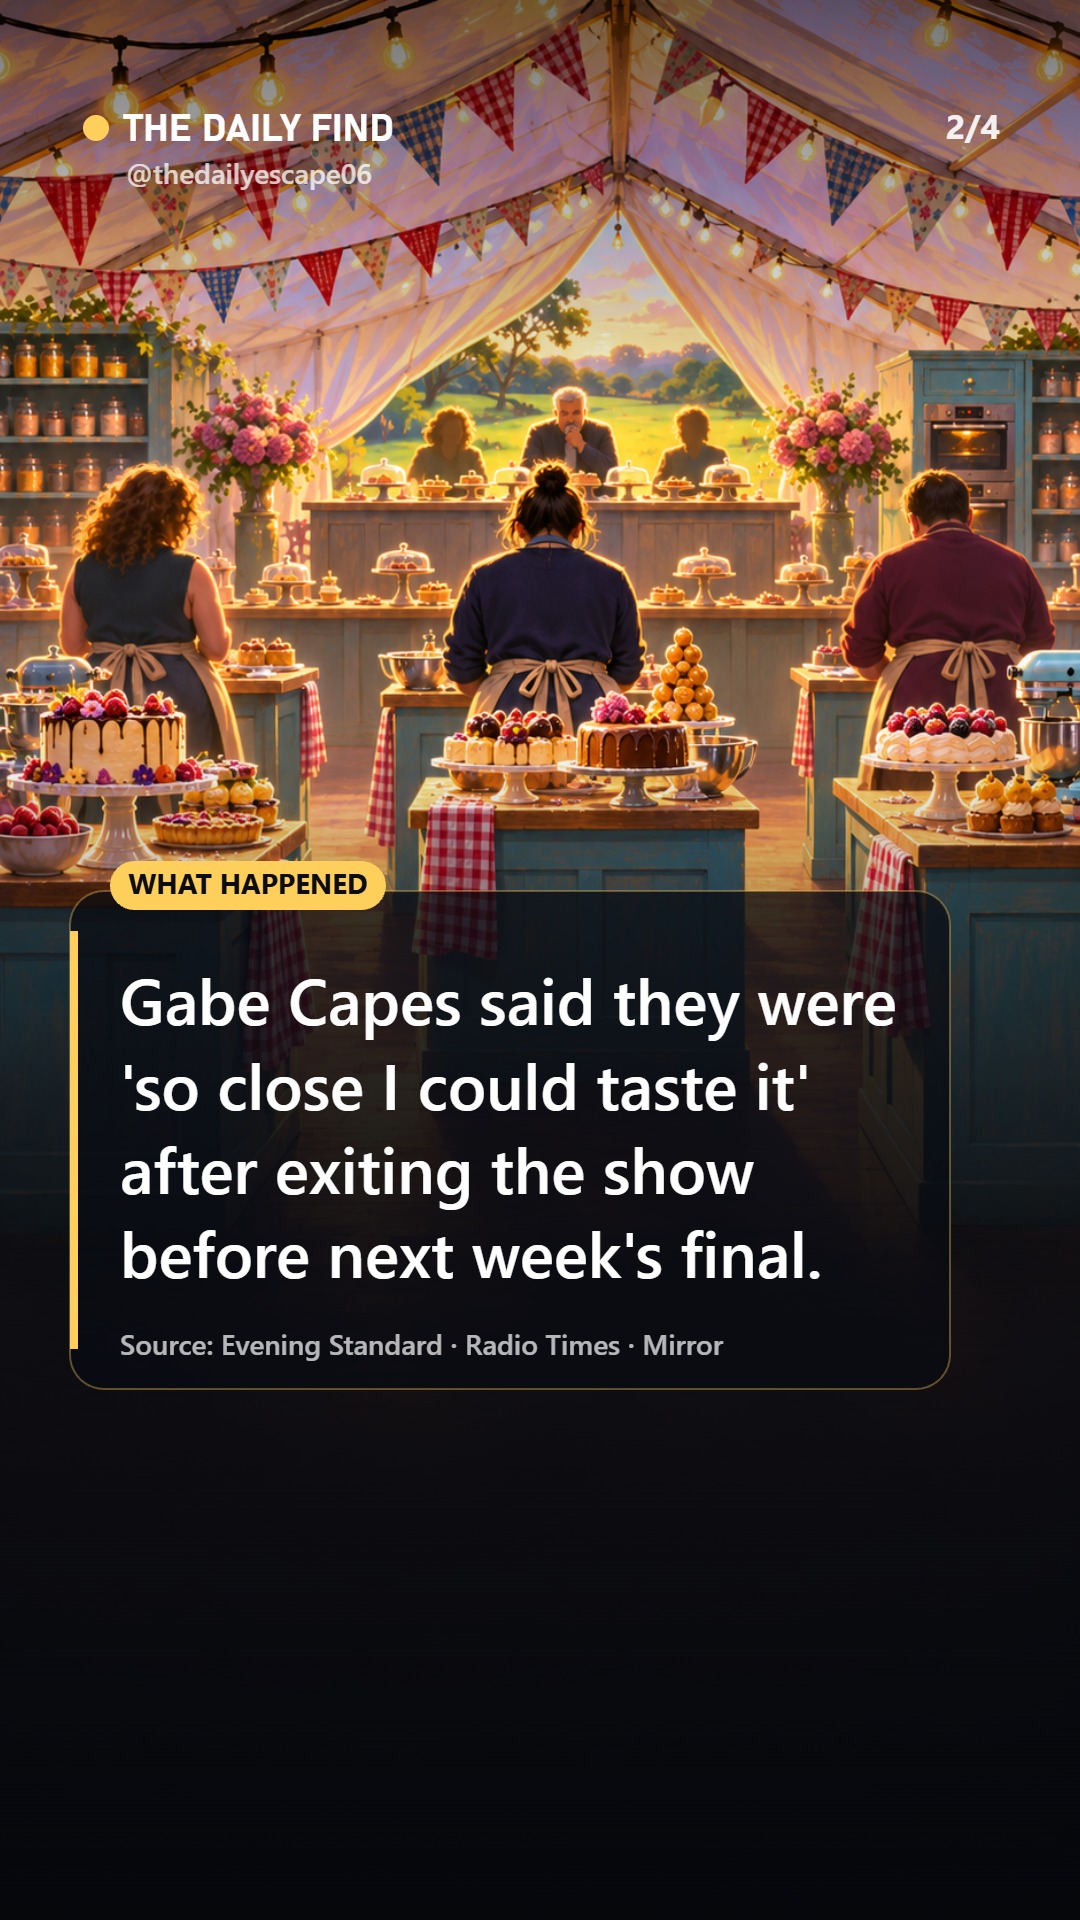 THE DAILY FIND
2/4
@thedailyescape06
WHAT HAPPENED
Gabe Capes said they were
'so close I could taste it'
after exiting the show
before next week's final.
Source: Evening Standard · Radio Times · Mirror